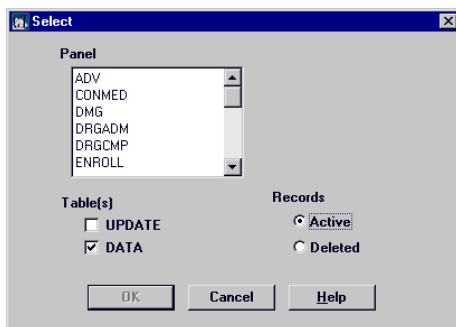 Select
Panel
ADV
CONMED
DMG
DRGADM
DRGCMP
ENROLL
Table(s)
UPDATE
DATA
Records
Active
Deleted
OK Cancel Help